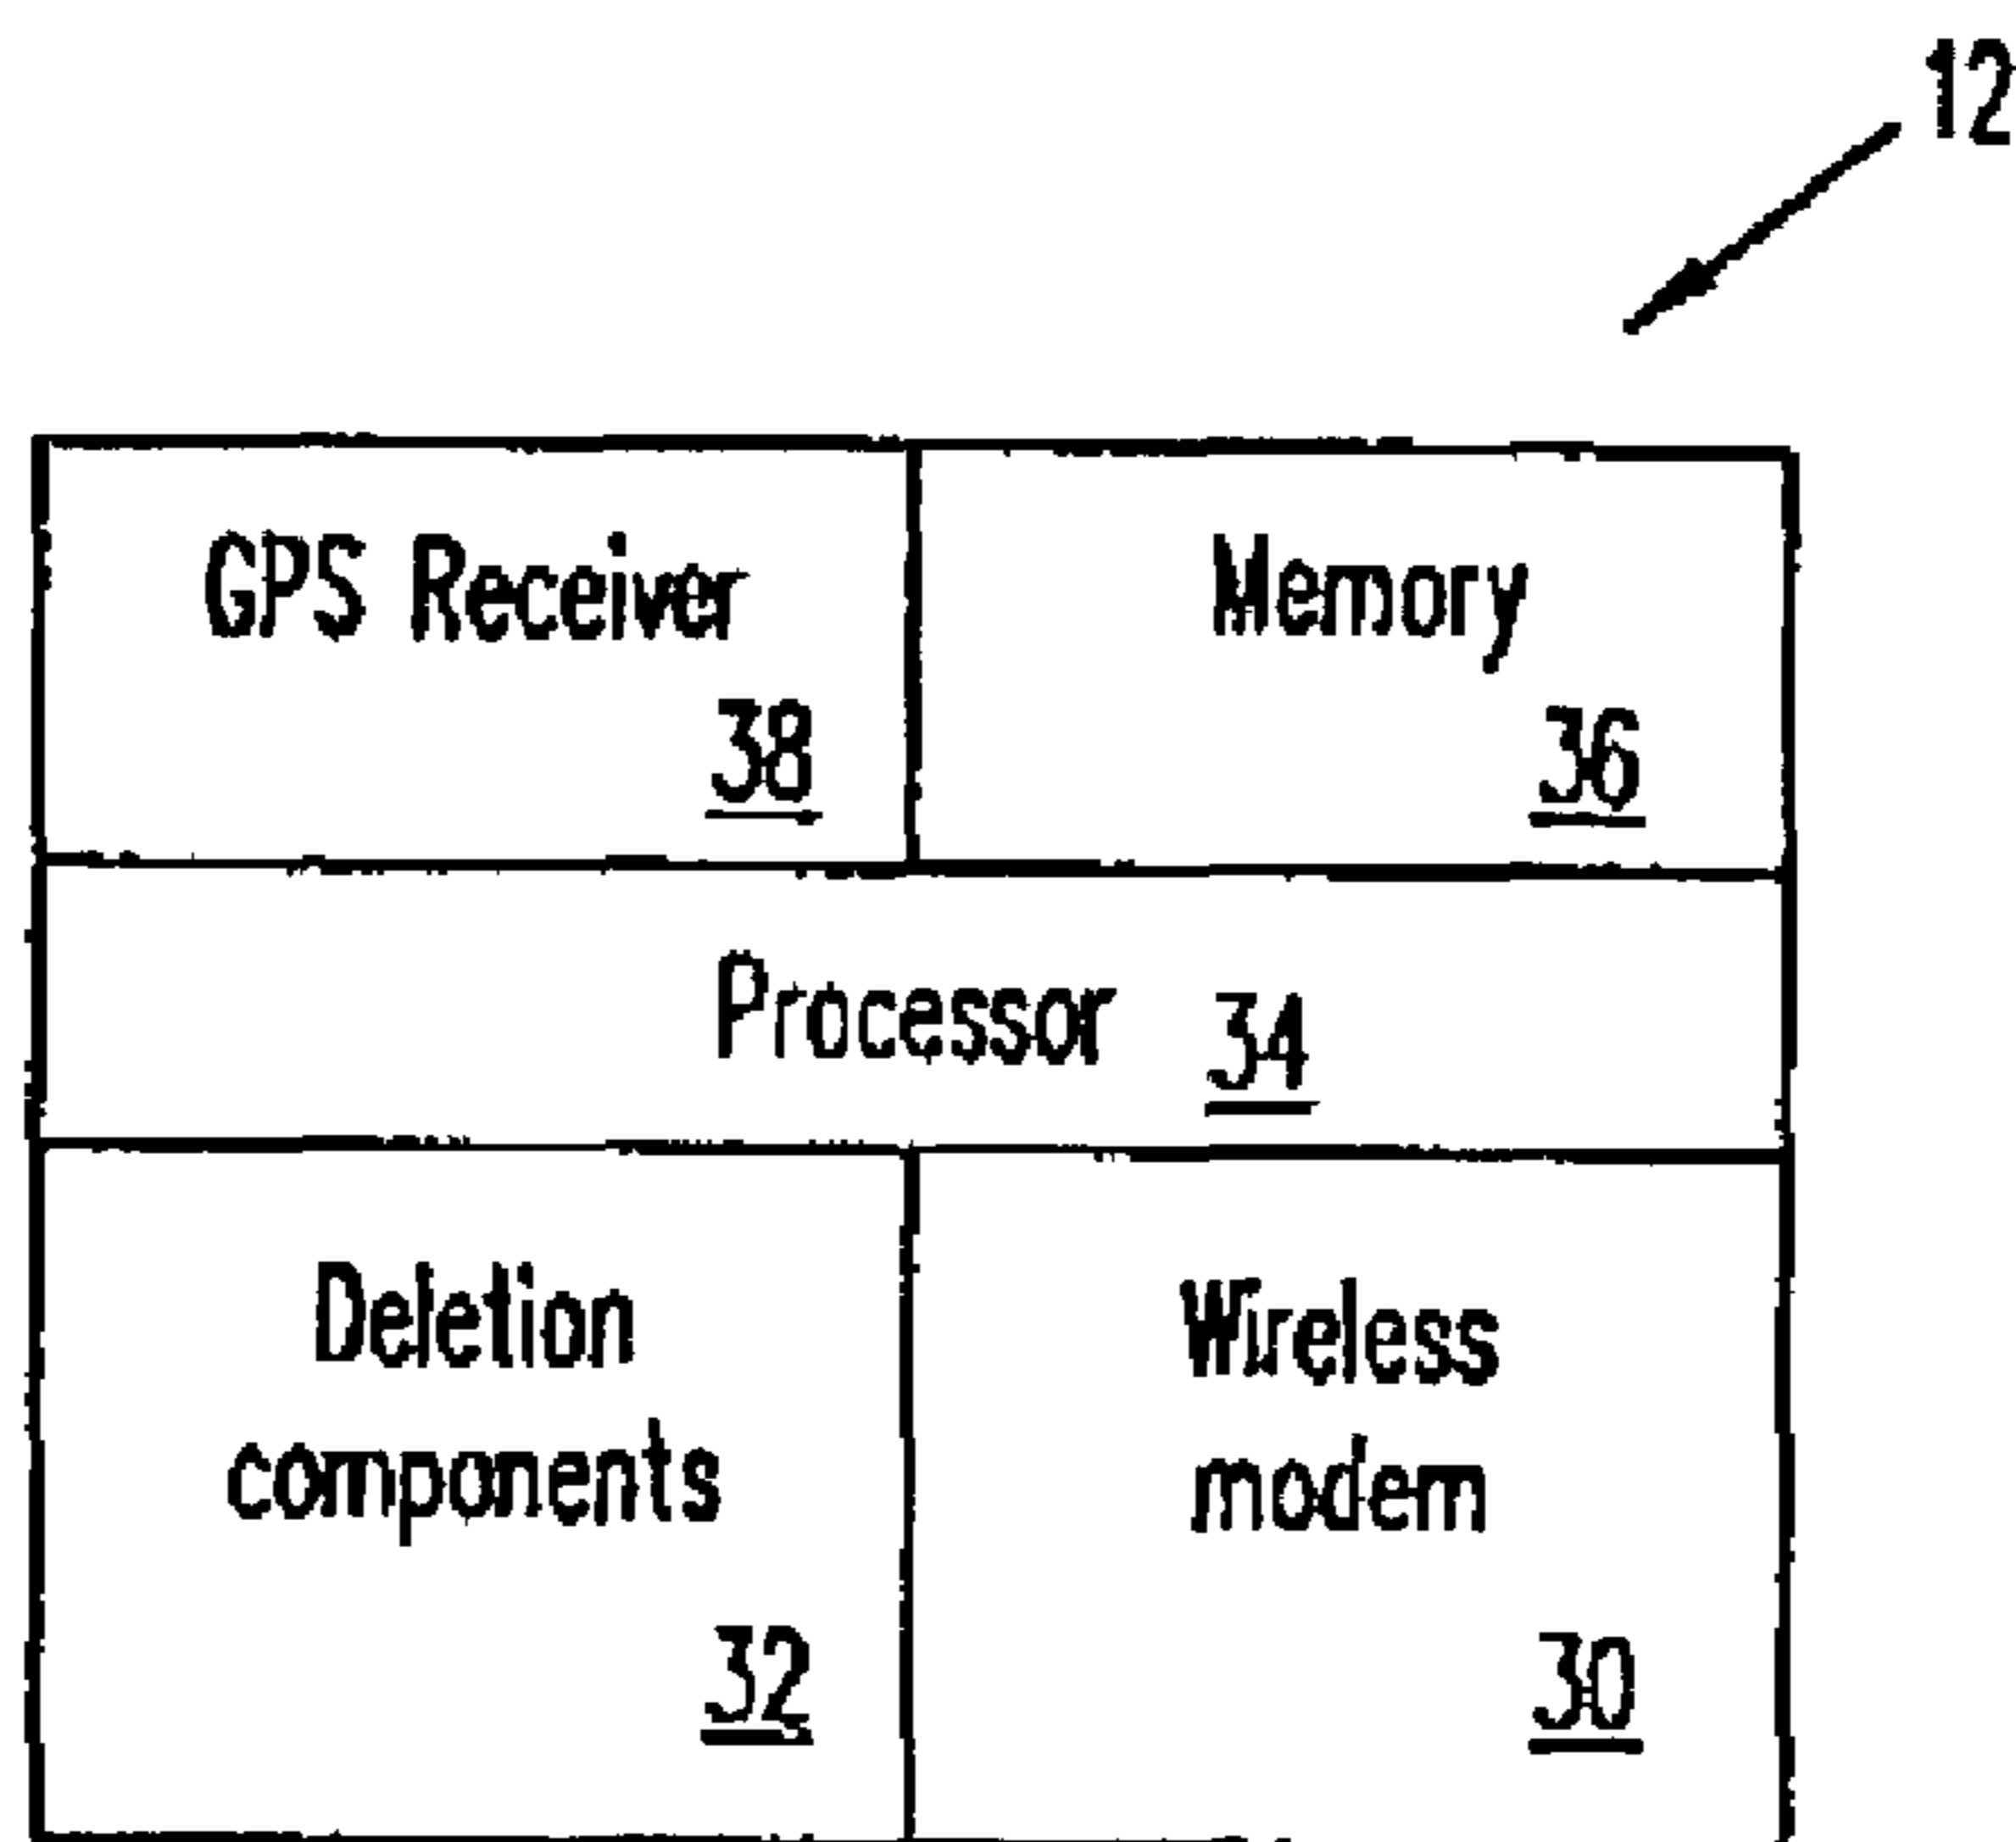 12
GPS Receiver
38
Memory
36
Processor 34
Deletion
components
32
Wireless
modem
30